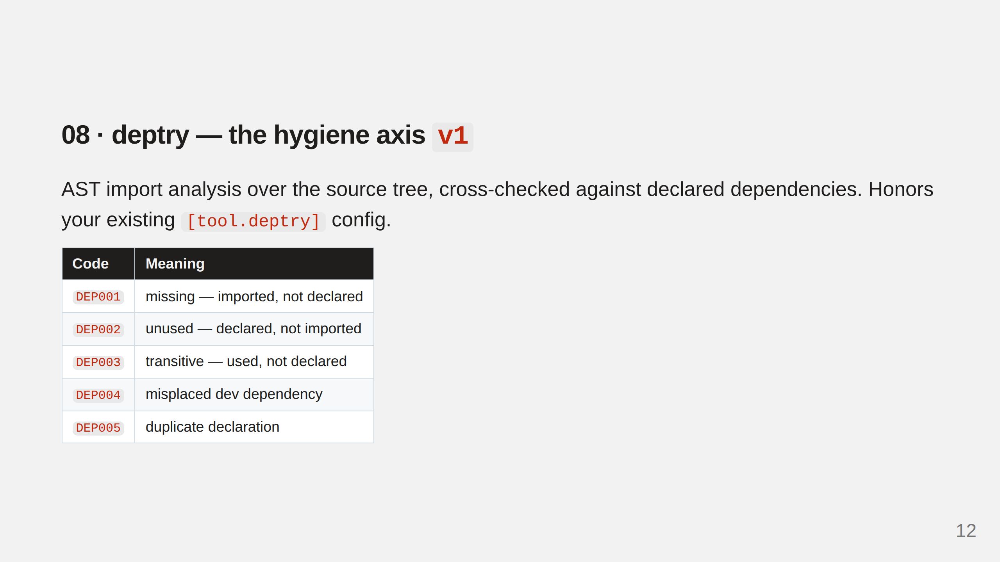 08 · deptry — the hygiene axis v1
AST import analysis over the source tree, cross-checked against declared dependencies. Honors
your existing [tool.deptry] config.
Code Meaning
DEP001 missing — imported, not declared
DEP002 unused — declared, not imported
DEP003 transitive — used, not declared
DEP004 misplaced dev dependency
DEP005 duplicate declaration
12